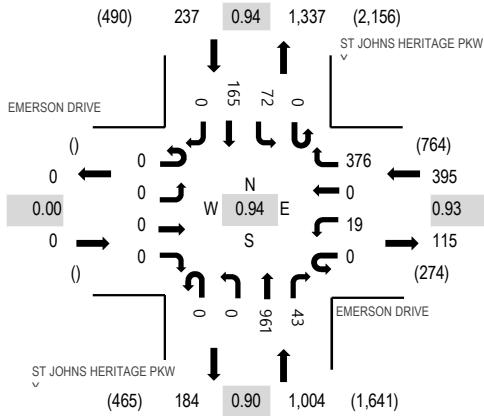 (490) 237 0.94 1,337 (2,156)
ST JOHNS HERITAGE PKW
Y
0 165 72 0
EMERSON DRIVE
() (764)
0 0 376 395
0 0
0.00 W N 0.94 E S 0.93
0 19
0 0 0 115
() (274)
0 0 961 43
EMERSON DRIVE
ST JOHNS HERITAGE PKW
Y
(465) 184 0.90 1,004 (1,641)